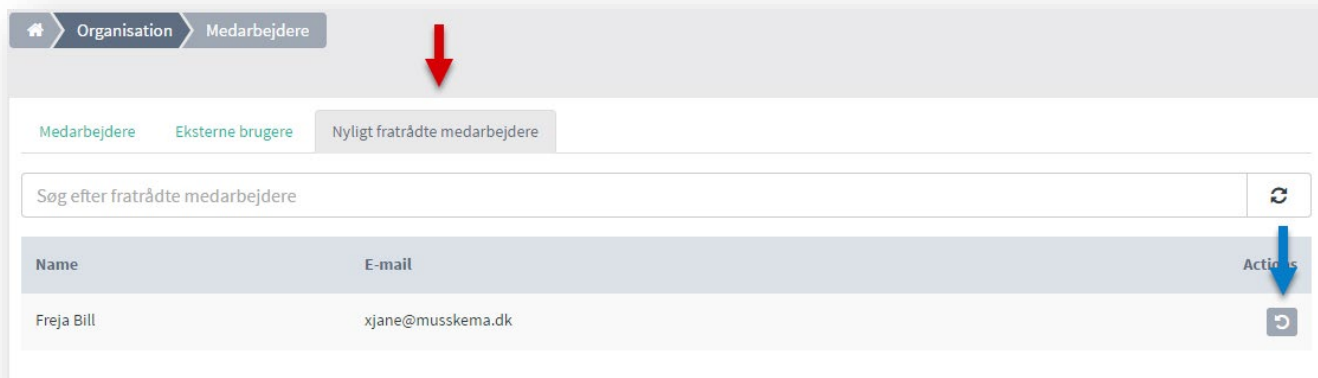 Organisation Medarbejdere
Medarbejdere Eksterne brugere Nyligt fratrådte medarbejdere
Søg efter fratrådte medarbejdere
Name E-mail Actions
Freja Bill xjane@musskema.dk